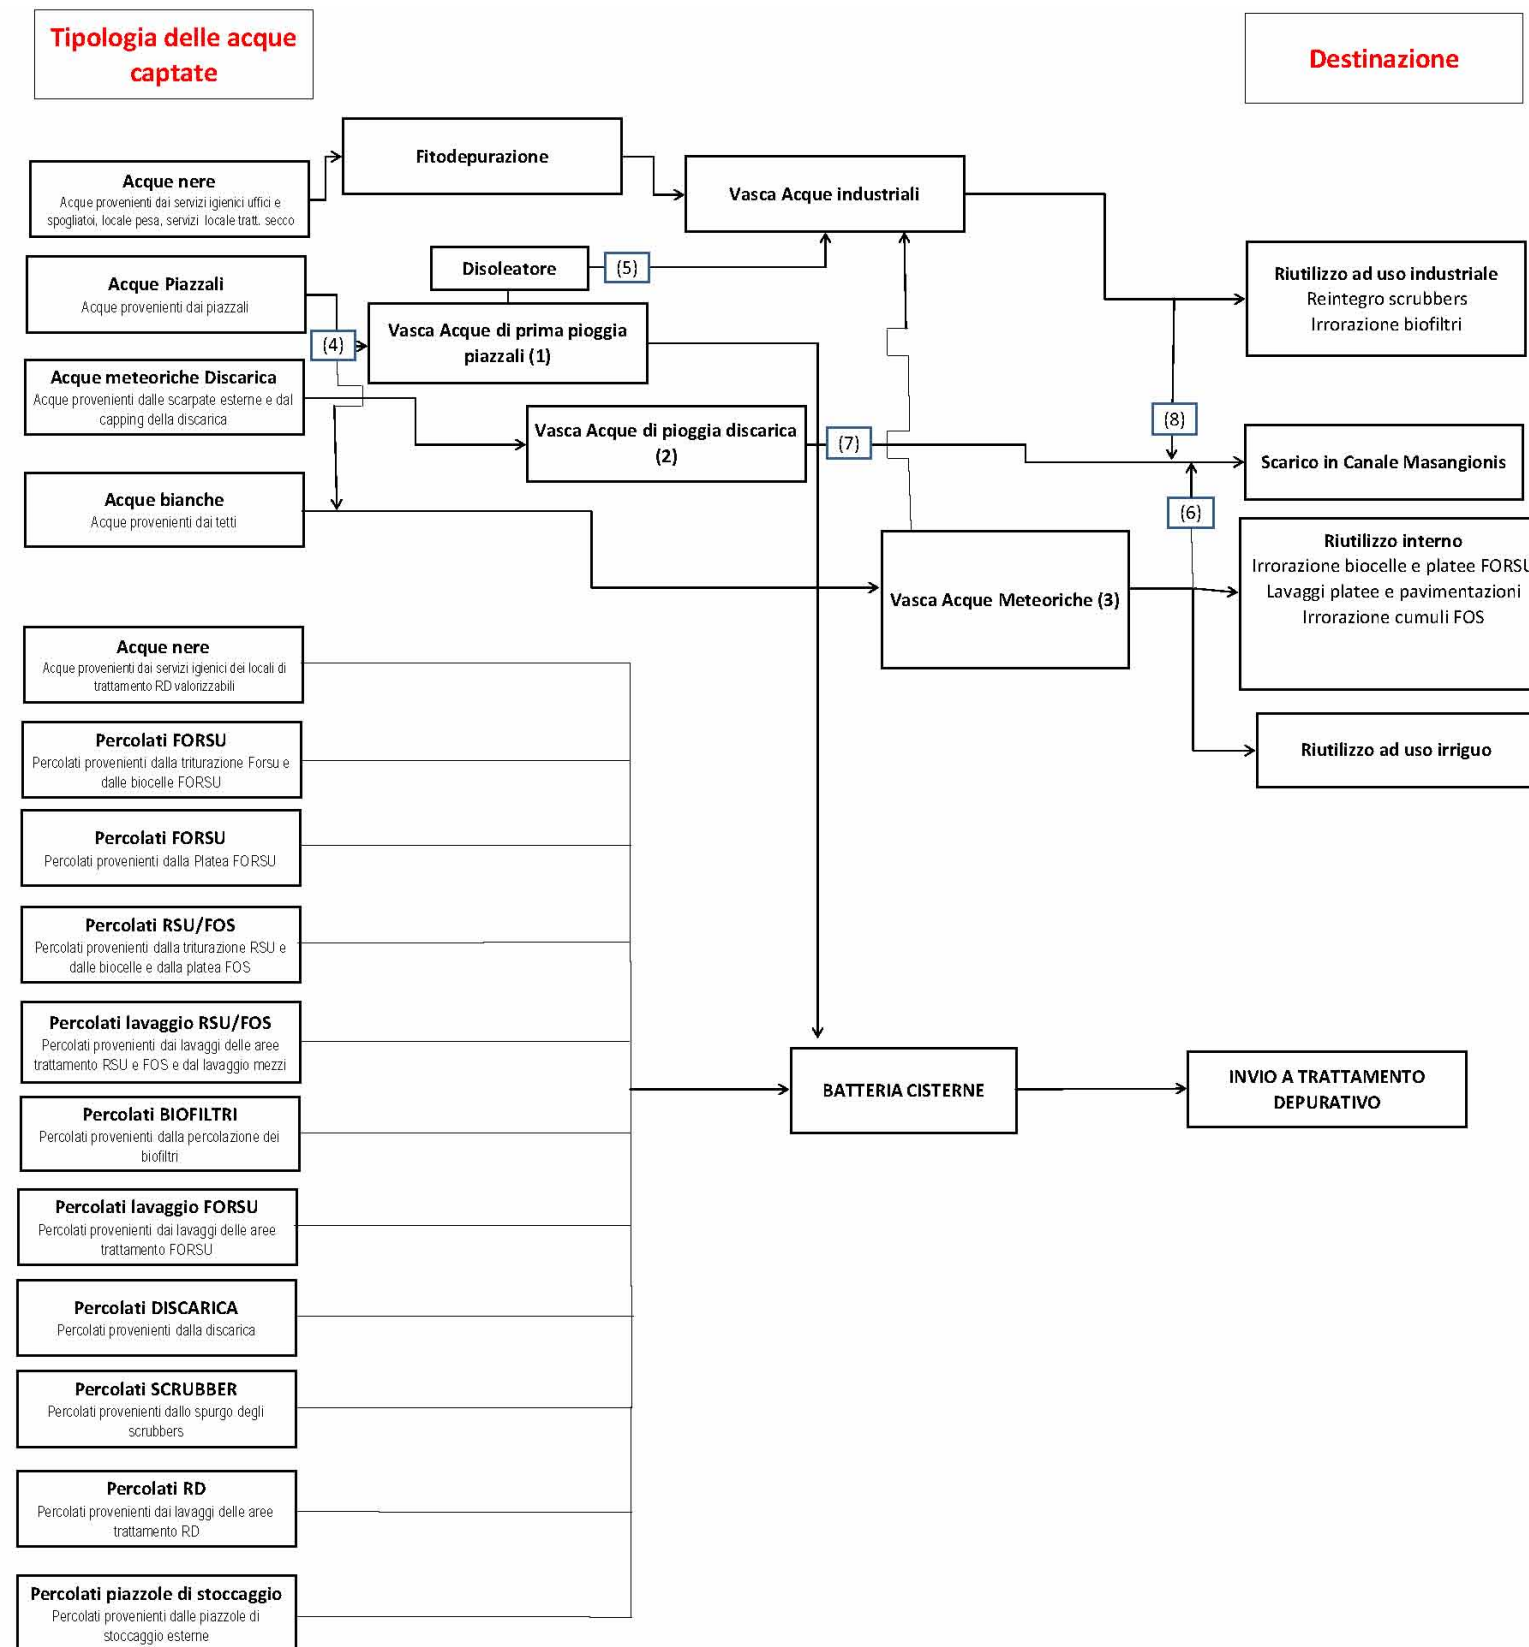 Tipologia delle acque
captate
Destinazione
Fitodepurazione
Acque nere
Acque provenienti dai servizi igienici uffici e
spogliatoi, locale pesa, servizi locale tratt. secco
Vasca Acque industriali
Disoleatore
(5)
Acque Piazzali
Acque provenienti dai piazzali
Riutilizzo ad uso industriale
Reintegro scrubbers
Irrorazione biofiltri
(4)
Vasca Acque di prima pioggia
piazzali (1)
Acque meteoriche Discarica
Acque provenienti dalle scarpate esterne e dal
capping della discarica
Vasca Acque di pioggia discarica
(2)
(7)
(8)
Scarico in Canale Masangionis
Acque bianche
Acque provenienti dai tetti
(6)
Vasca Acque Meteoriche (3)
Riutilizzo interno
Irrorazione biocelle e platee FORSU
Lavaggi platee e pavimentazioni
Irrorazione cumuli FOS
Riutilizzo ad uso irriguo
Acque nere
Acque provenienti dai servizi igienici dei locali di
trattamento RD valorizzabili
Percolati FORSU
Percolati provenienti dalla triturazione Forsu e
dalle biocelle FORSU
Percolati FORSU
Percolati provenienti dalla Platea FORSU
Percolati RSU/FOS
Percolati provenienti dalla triturazione RSU e
dalle biocelle e dalla platea FOS
Percolati lavaggio RSU/FOS
Percolati provenienti dai lavaggi delle aree
trattamento RSU e FOS e dal lavaggio mezzi
BATTERIA CISTERNE
INVIO A TRATTAMENTO
DEPURATIVO
Percolati BIOFILTRI
Percolati provenienti dalla percolazione dei
biofiltri
Percolati lavaggio FORSU
Percolati provenienti dai lavaggi delle aree
trattamento FORSU
Percolati DISCARICA
Percolati provenienti dalla discarica
Percolati SCRUBBER
Percolati provenienti dallo spurgo degli
scrubbers
Percolati RD
Percolati provenienti dai lavaggi delle aree
trattamento RD
Percolati piazzole di stoccaggio
Percolati provenienti dalle piazzole di
stoccaggio esterne